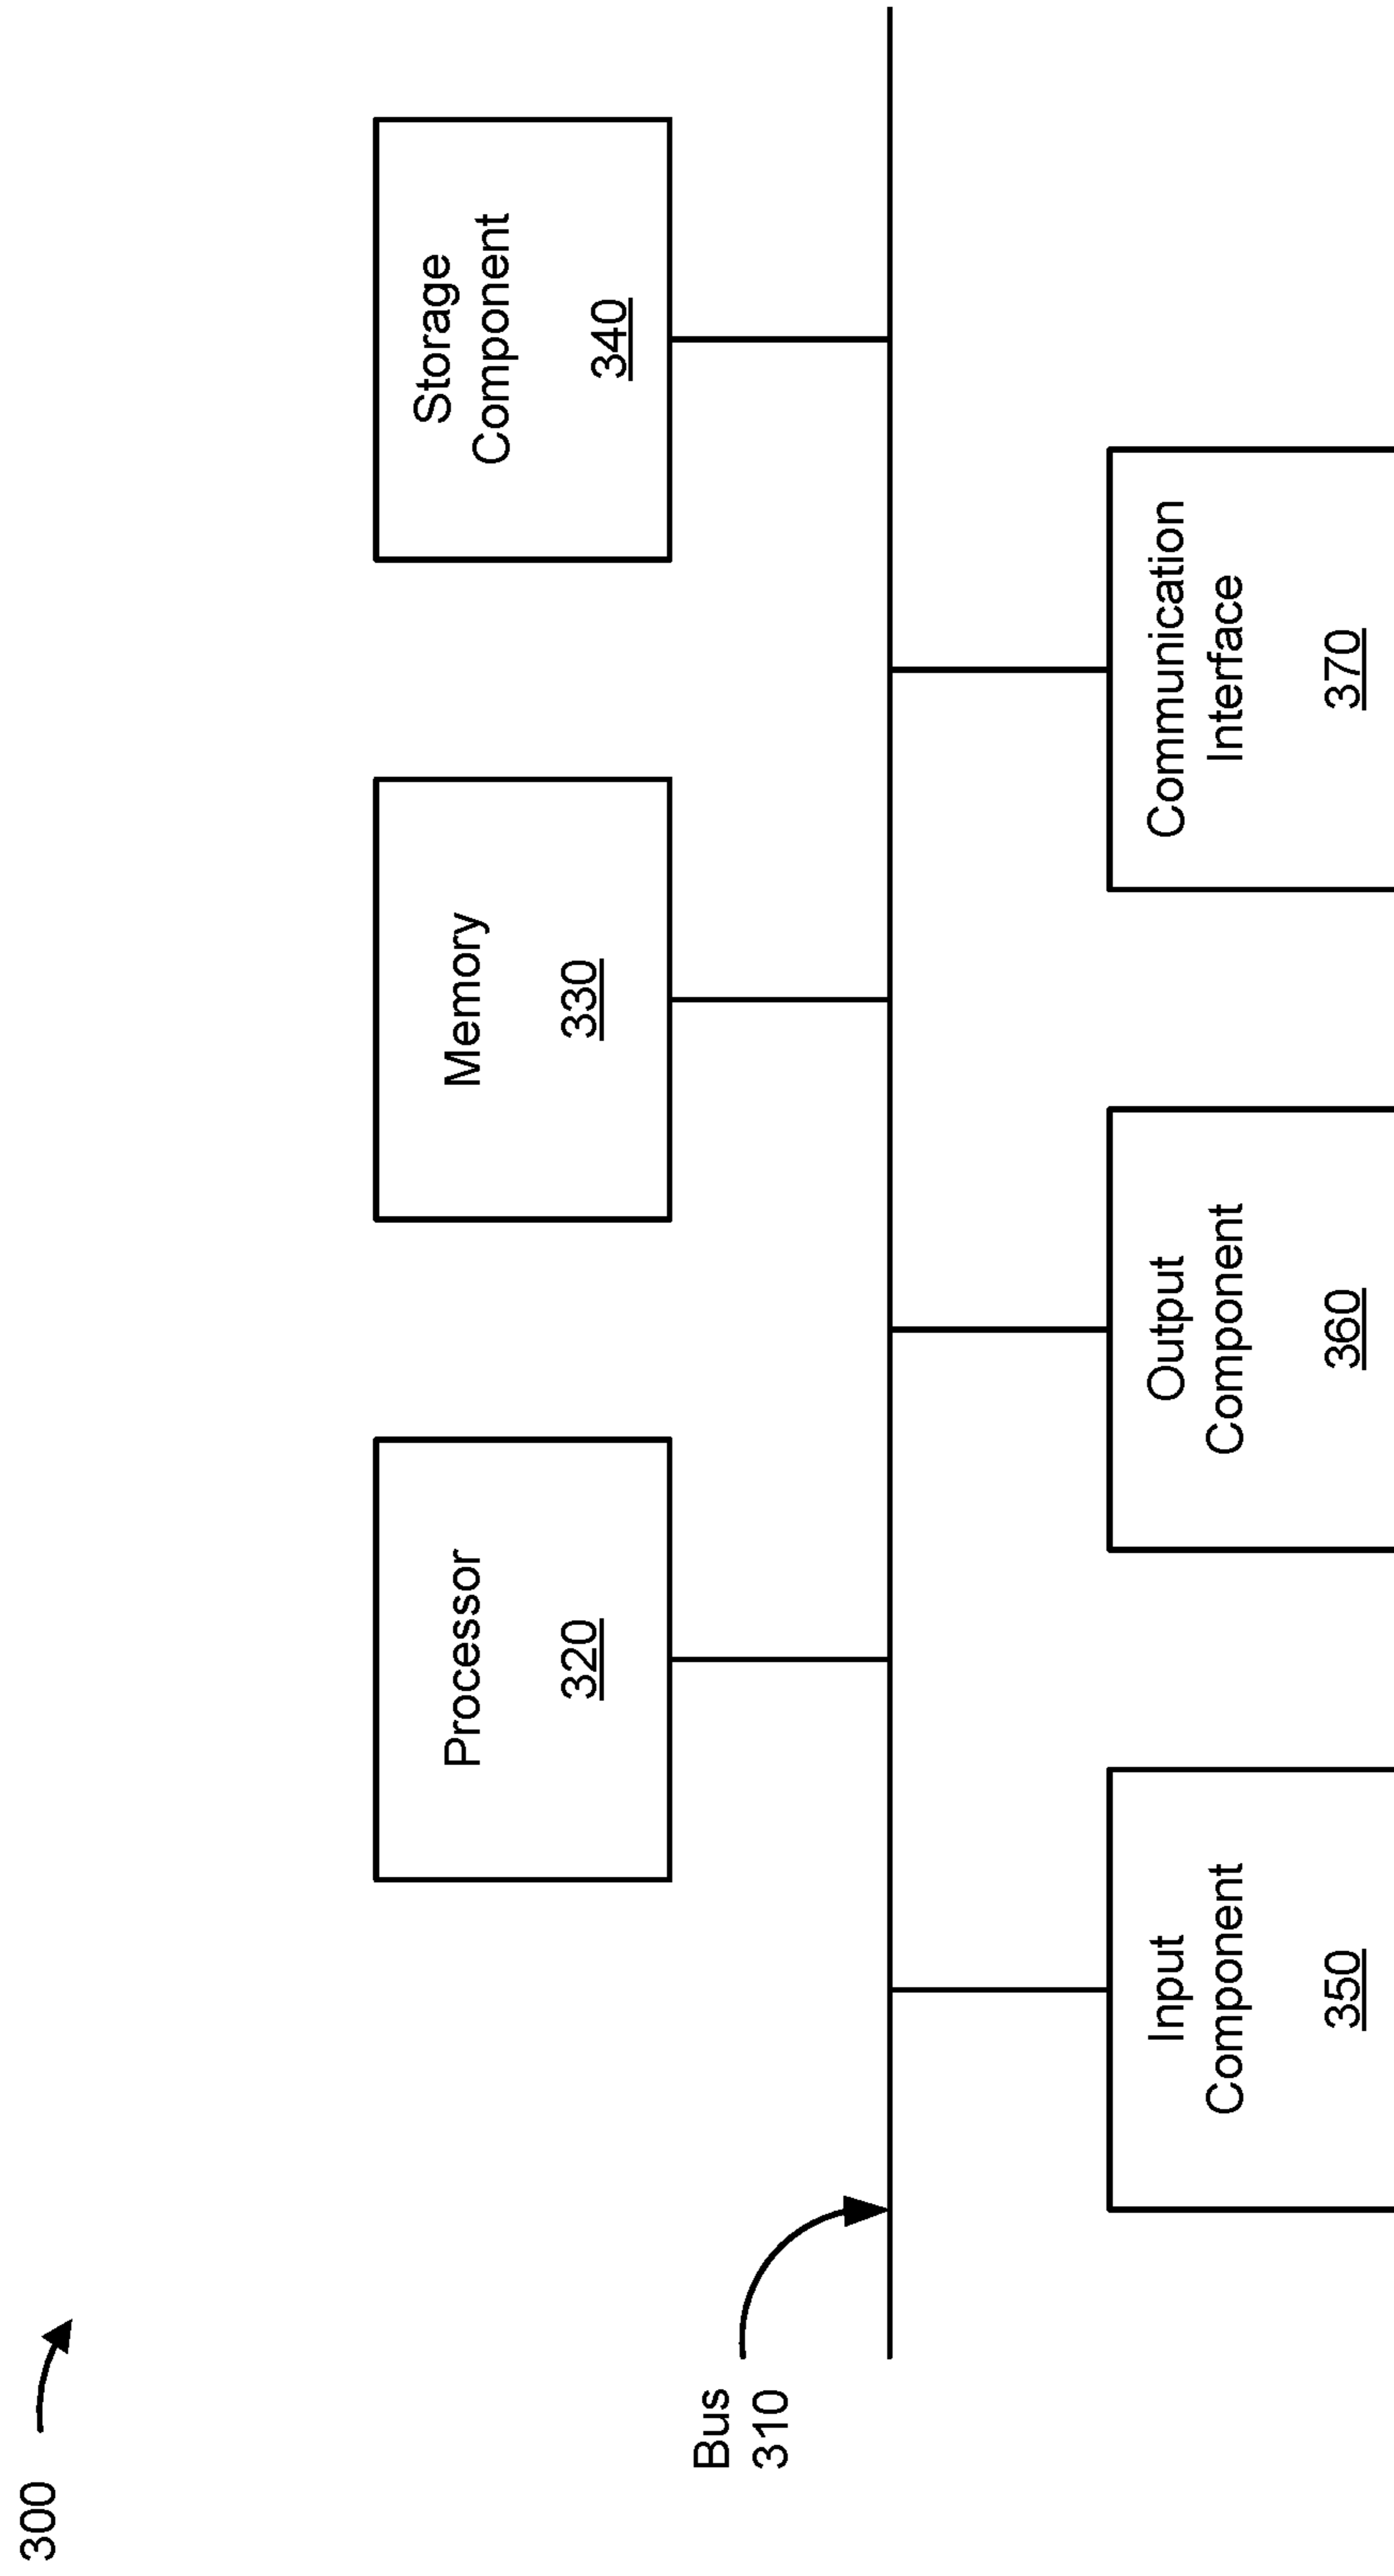 300
Processor
320
Memory
330
Storage
Component
340
Bus
310
Input
Component
350
Output
Component
360
Communication
Interface
370